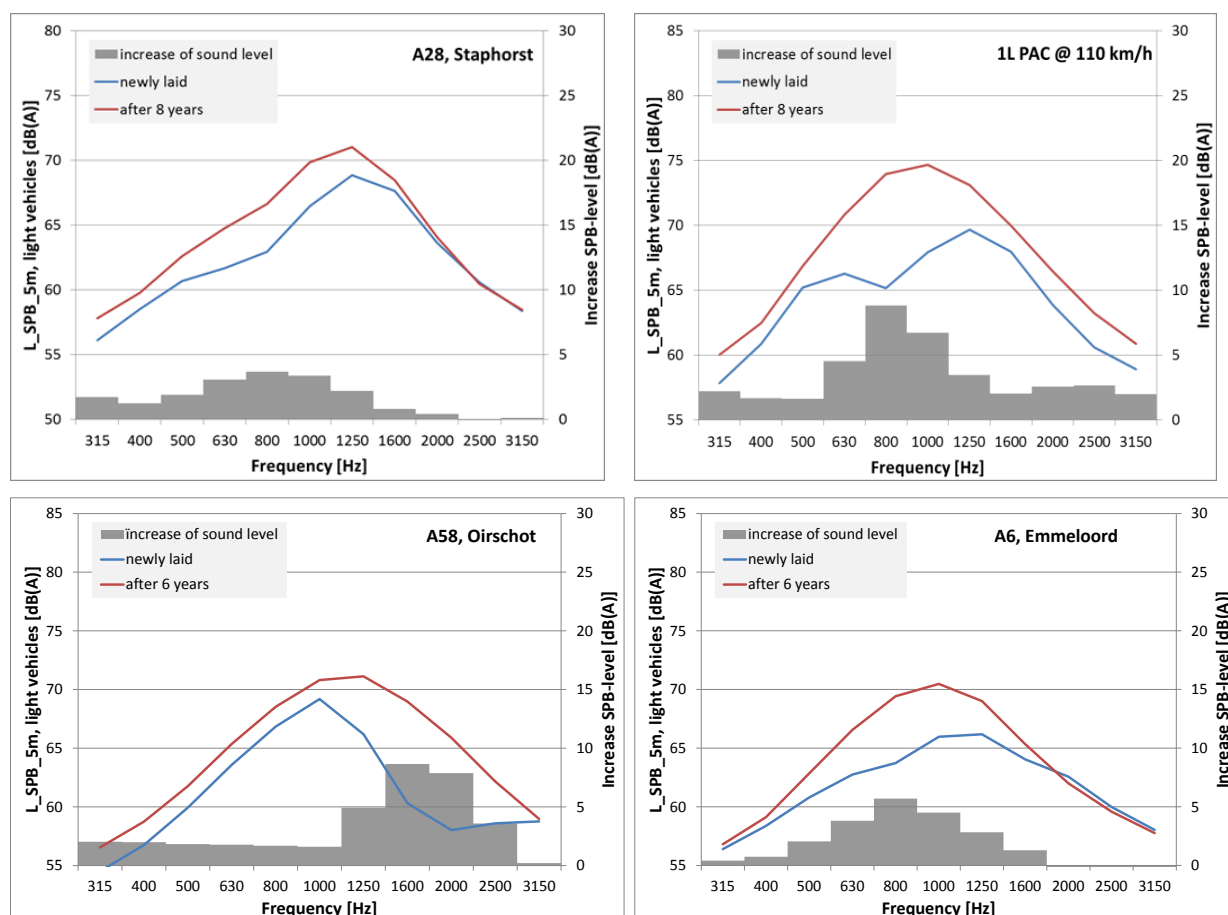 A28, Staphorst
increase of sound level
newly laid
after 8 years
L_SPB_5m, light vehicles [dB(A)]
80
75
70
65
60
55
50
Increase SPB-level [dB(A)]
30
25
20
15
10
5
0
315 400 500 630 800 1000 1250 1600 2000 2500 3150
Frequency [Hz]
1L PAC @ 110 km/h
increase of sound level
newly laid
after 8 years
L_SPB_5m, light vehicles [dB(A)]
85
80
75
70
65
60
55
Increase SPB-level [dB(A)]
30
25
20
15
10
5
0
315 400 500 630 800 1000 1250 1600 2000 2500 3150
Frequency [Hz]
A58, Oirschot
ïncrease of sound level
newly laid
after 6 years
L_SPB_5m, light vehicles [dB(A)]
85
80
75
70
65
60
55
Increase SPB-level [dB(A)]
30
25
20
15
10
5
0
315 400 500 630 800 1000 1250 1600 2000 2500 3150
Frequency [Hz]
A6, Emmeloord
increase of sound level
newly laid
after 6 years
L_SPB_5m, light vehicles [dB(A)]
85
80
75
70
65
60
55
Increase SPB-level [dB(A)]
30
25
20
15
10
5
0
315 400 500 630 800 1000 1250 1600 2000 2500 3150
Frequency [Hz]